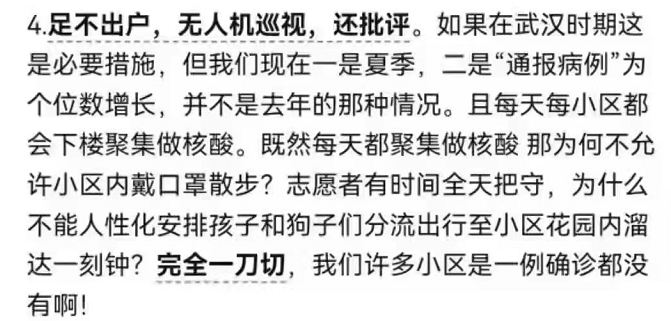 4.足不出户，无人机巡视，还批评。如果在武汉时期这
是必要措施，但我们现在一是夏季，二是“通报病例”为
个位数增长，并不是去年的那种情况。且每天每小区都
会下楼聚集做核酸。既然每天都聚集做核酸 那为何不允
许小区内戴口罩散步？志愿者有时间全天把守，为什么
不能人性化安排孩子和狗子们分流出行至小区花园内溜
达一刻钟？完全一刀切，我们许多小区是一例确诊都没
有啊！